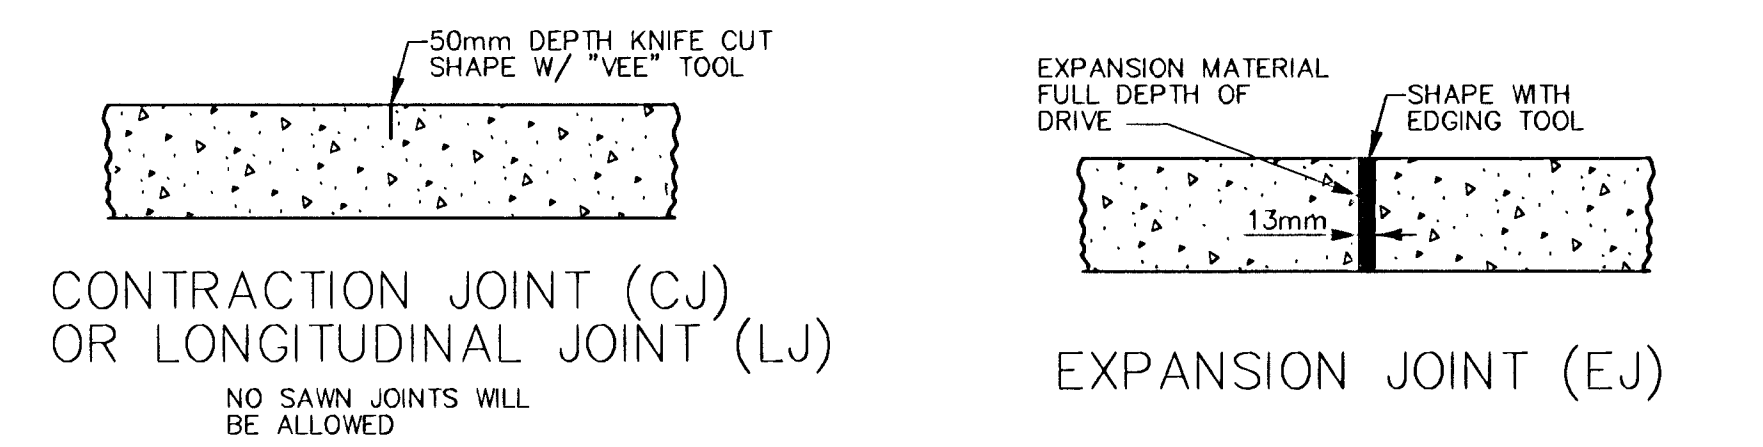 50mm DEPTH KNIFE CUT
SHAPE W/ "VEE" TOOL
CONTRACTION JOINT (CJ)
OR LONGITUDINAL JOINT (LJ)
NO SAWN JOINTS WILL
BE ALLOWED
EXPANSION MATERIAL
FULL DEPTH OF
DRIVE
SHAPE WITH
EDGING TOOL
13mm
EXPANSION JOINT (EJ)